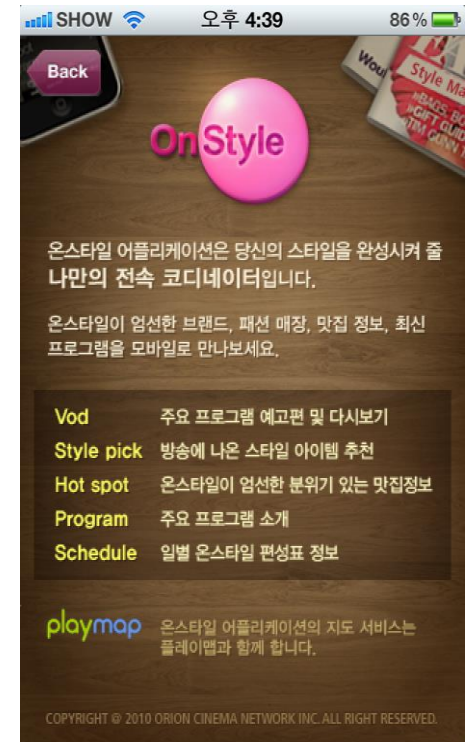 SHOW 오후 4:39 86%
Back
Wou
Style Ma
OnStyle
온스타일 어플리케이션은 당신의 스타일을 완성시켜 줄
나만의 전속 코디네이터입니다.
온스타일이 엄선한 브랜드, 패션 매장, 맛집 정보, 최신
프로그램을 모바일로 만나보세요.
Vod 주요 프로그램 예고편 및 다시보기
Style pick 방송에 나온 스타일 아이템 추천
Hot spot 온스타일이 엄선한 분위기 있는 맛집정보
Program 주요 프로그램 소개
Schedule 일별 온스타일 편성표 정보
playmap 온스타일 어플리케이션의 지도 서비스는
플레이맵과 함께 합니다.
COPYRIGHT © 2010 ORION CINEMA NETWORK INC. ALL RIGHT RESERVED.